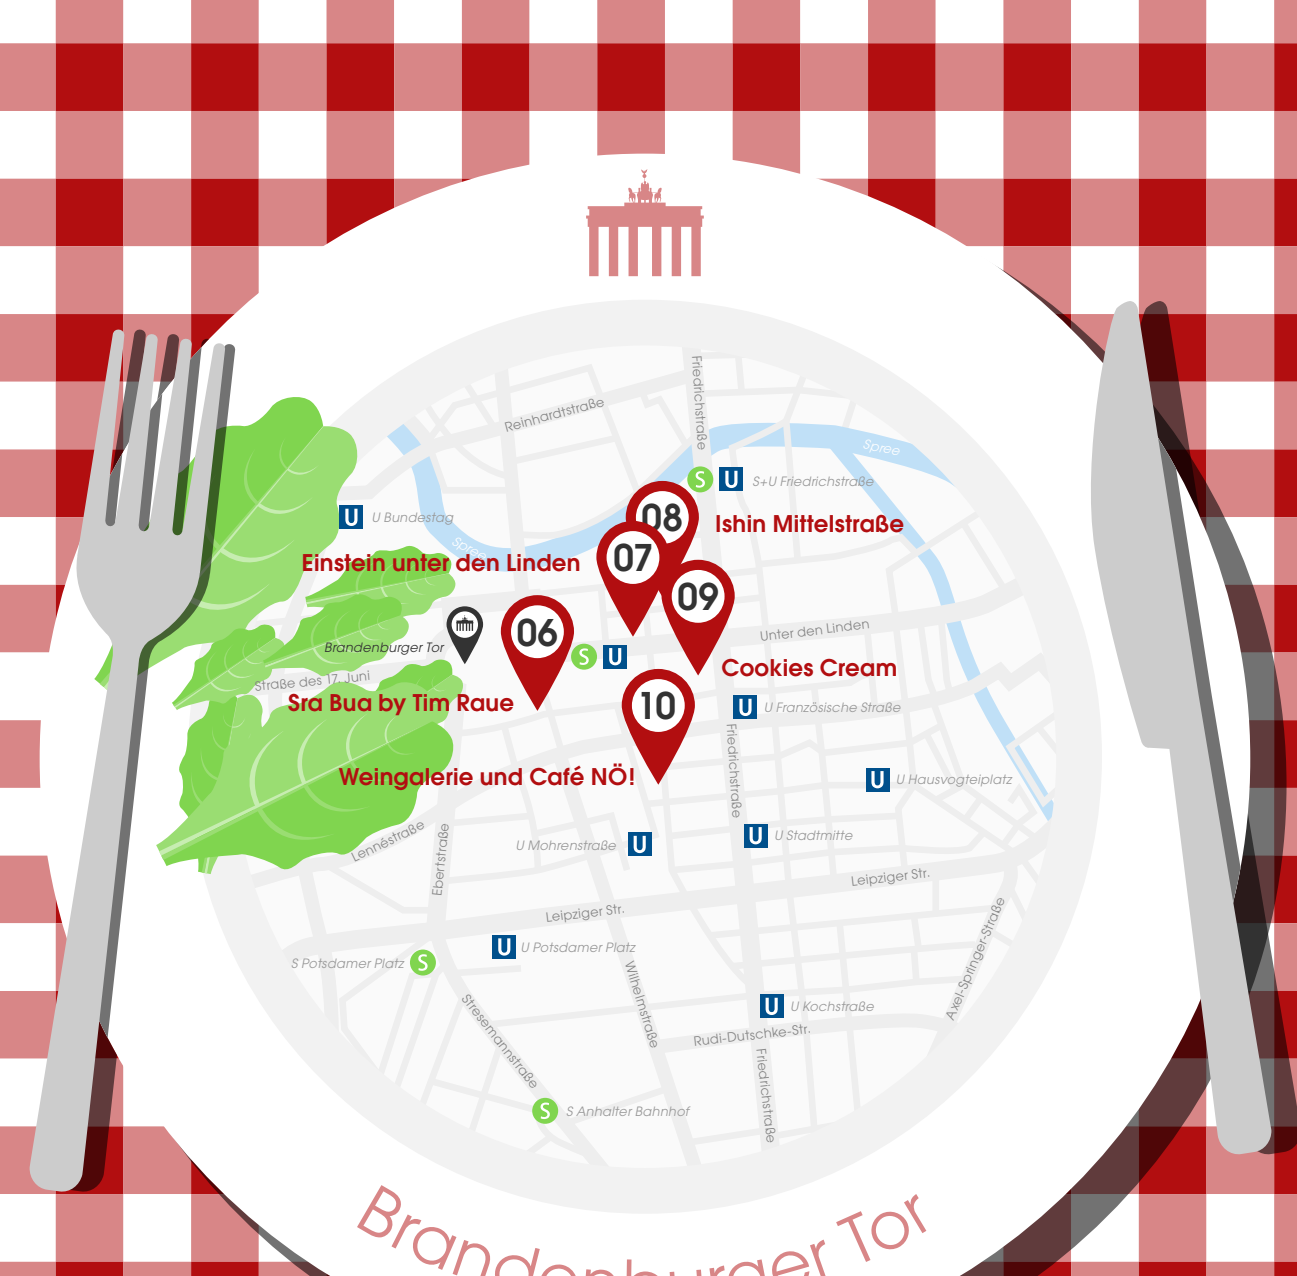 Friedrichstraße
Reinhardtstraße
Spree
S U S+U Friedrichstraße
U U Bundestag
08
Ishin Mittelstraße
Spree
Einstein unter den Linden
07
09
Brandenburger Tor
06
S U
Unter den Linden
Cookies Cream
Straße des 17. Juni
Sra Bua by Tim Raue
10
U U Französische Straße
Friedrichstraße
Weingalerie und Café NÖ!
U U Hausvogteiplatz
Lennéstraße
Ebertstraße
U Mohrenstraße U
U U Stadtmitte
Leipziger Str.
Leipziger Str.
U U Potsdamer Platz
S Potsdamer Platz S
Axel-Springer-Straße
Wilhelmstraße
Stresemannstraße
U U Kochstraße
Rudi-Dutschke-Str.
Friedrichstraße
S S Anhalter Bahnhof
Brandenburger Tor